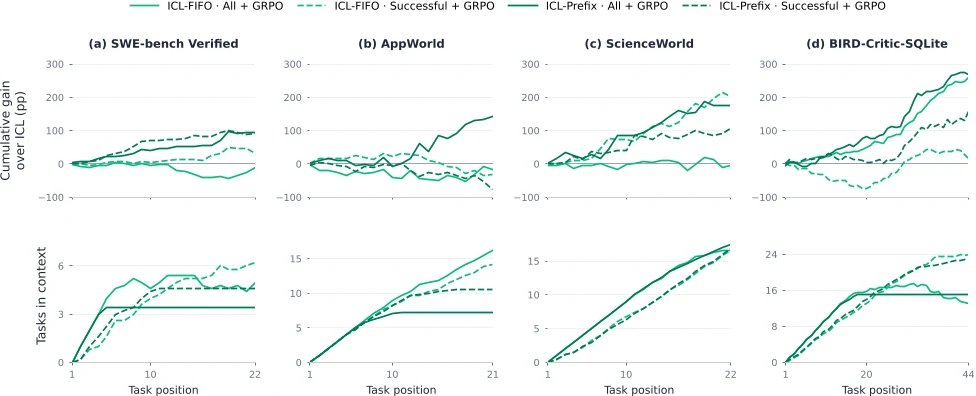 ICL-FIFO · All + GRPO ICL-FIFO · Successful + GRPO ICL-Prefix · All + GRPO ICL-Prefix · Successful + GRPO
(a) SWE-bench Verified (b) AppWorld (c) ScienceWorld (d) BIRD-Critic-SQLite
Cumulative gain
over ICL (pp)
300 300 300 300
200 200 200 200
100 100 100 100
0 0 0 0
−100 −100 −100 −100
Tasks in context
6
3
0
15
10
5
0
15
10
5
0
24
16
8
0
1 10 22 1 10 21 1 10 22 1 20 44
Task position Task position Task position Task position